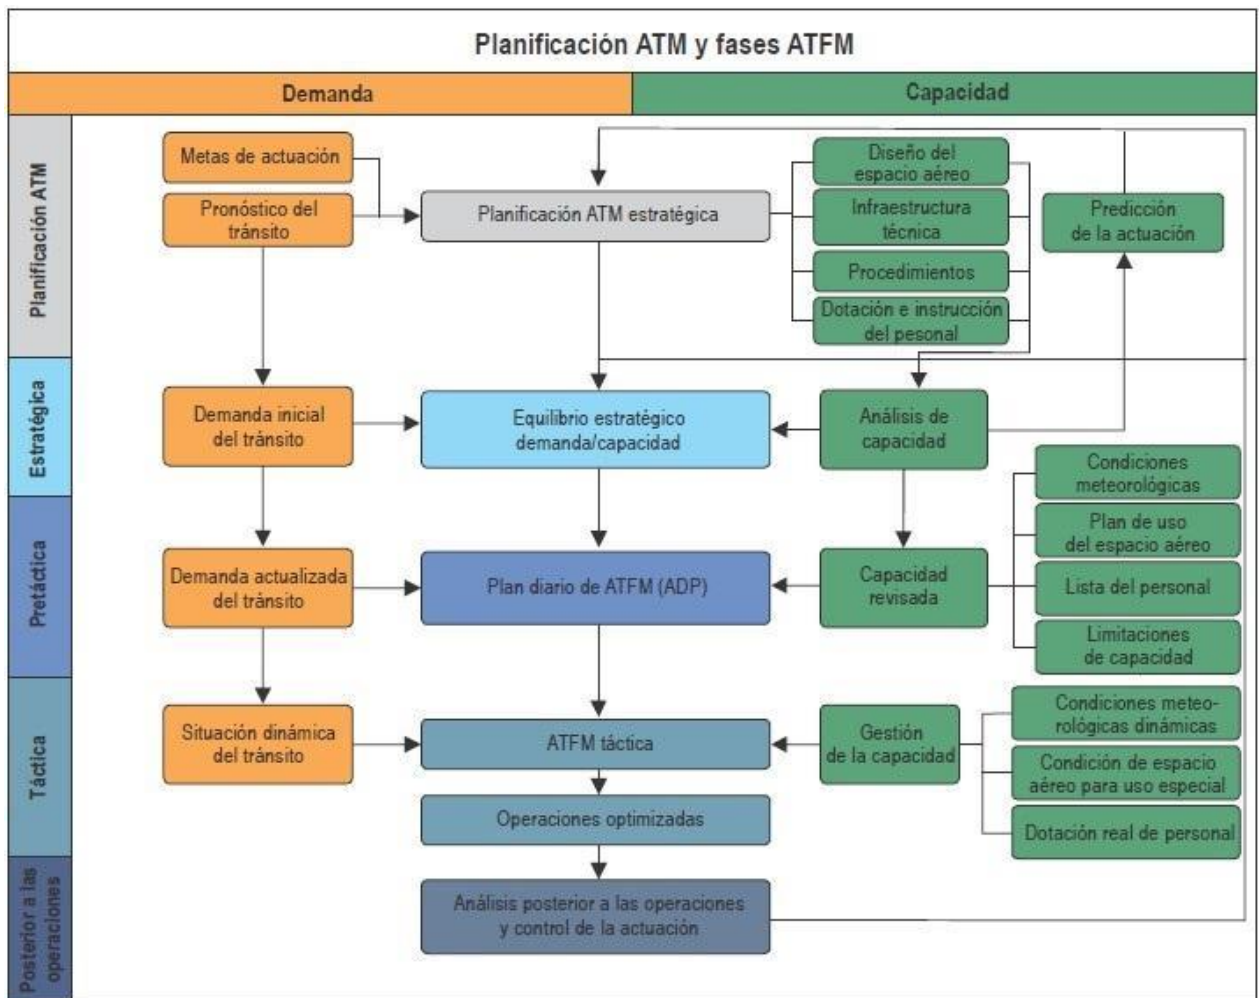 Planificación ATM y fases ATFM
Demanda
Capacidad
Planificación ATM
Metas de actuación
Pronóstico del
tránsito
Planificación ATM estratégica
Diseño del
espacio aéreo
Infraestructura
técnica
Procedimientos
Dotación e instrucción
del pesonal
Predicción
de la actuación
Estratégica
Demanda inicial
del tránsito
Equilibrio estratégico
demanda/capacidad
Análisis de
capacidad
Pretáctica
Demanda actualizada
del tránsito
Plan diario de ATFM (ADP)
Capacidad
revisada
Condiciones
meteorológicas
Plan de uso
del espacio aéreo
Lista del personal
Limitaciones
de capacidad
Táctica
Situación dinámica
del tránsito
ATFM táctica
Gestión
de la capacidad
Condiciones meteo-
rológicas dinámicas
Condición de espacio
aéreo para uso especial
Dotación real de personal
Operaciones optimizadas
Posterior a las
operaciones
Análisis posterior a las operaciones
y control de la actuación